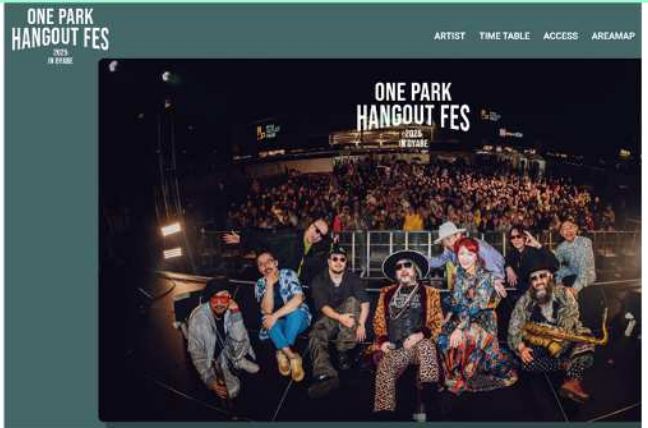 ONE PARK
HANGOUT FES
2025
IN OYABE
ARTIST TIME TABLE ACCESS AREAMAP
ONE PARK
HANGOUT FES
2025
IN OYABE